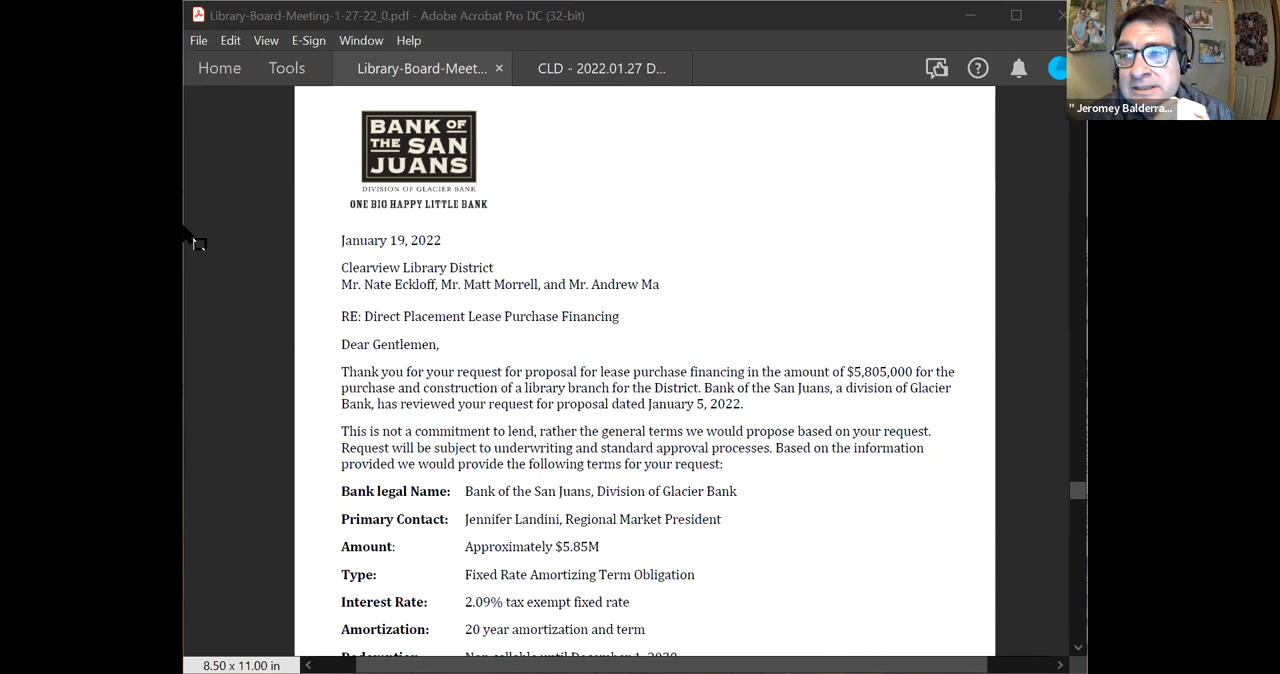 Library-Board-Meeting-1-27-22_0.pdf - Adobe Acrobat Pro DC (32-bit)
File Edit View E-Sign Window Help
Home Tools Library-Board-Meet... × CLD - 2022.01.27 D...
" Jeromey Balderra...
BANK OF
THE SAN
JUANS
DIVISION OF GLACIER BANK
ONE BIG HAPPY LITTLE BANK
January 19, 2022
Clearview Library District
Mr. Nate Eckloff, Mr. Matt Morrell, and Mr. Andrew Ma
RE: Direct Placement Lease Purchase Financing
Dear Gentlemen,
Thank you for your request for proposal for lease purchase financing in the amount of $5,805,000 for the
purchase and construction of a library branch for the District. Bank of the San Juans, a division of Glacier
Bank, has reviewed your request for proposal dated January 5, 2022.
This is not a commitment to lend, rather the general terms we would propose based on your request.
Request will be subject to underwriting and standard approval processes. Based on the information
provided we would provide the following terms for your request:
Bank legal Name: Bank of the San Juans, Division of Glacier Bank
Primary Contact: Jennifer Landini, Regional Market President
Amount: Approximately $5.85M
Type: Fixed Rate Amortizing Term Obligation
Interest Rate: 2.09% tax exempt fixed rate
Amortization: 20 year amortization and term
Redemption: Non-callable until December 1, 2030
8.50 x 11.00 in